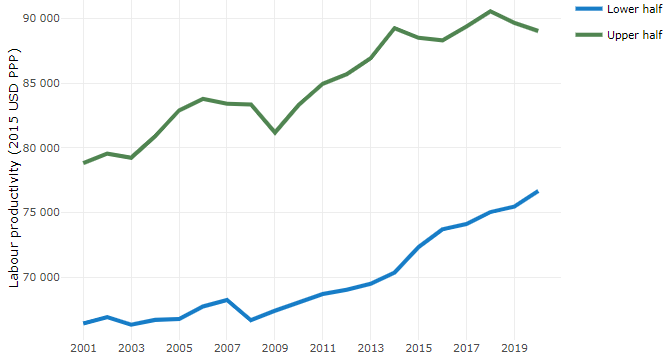 Lower half
Upper half
Labour productivity (2015 USD PPP)
90 000
85 000
80 000
75 000
70 000
2001 2003 2005 2007 2009 2011 2013 2015 2017 2019